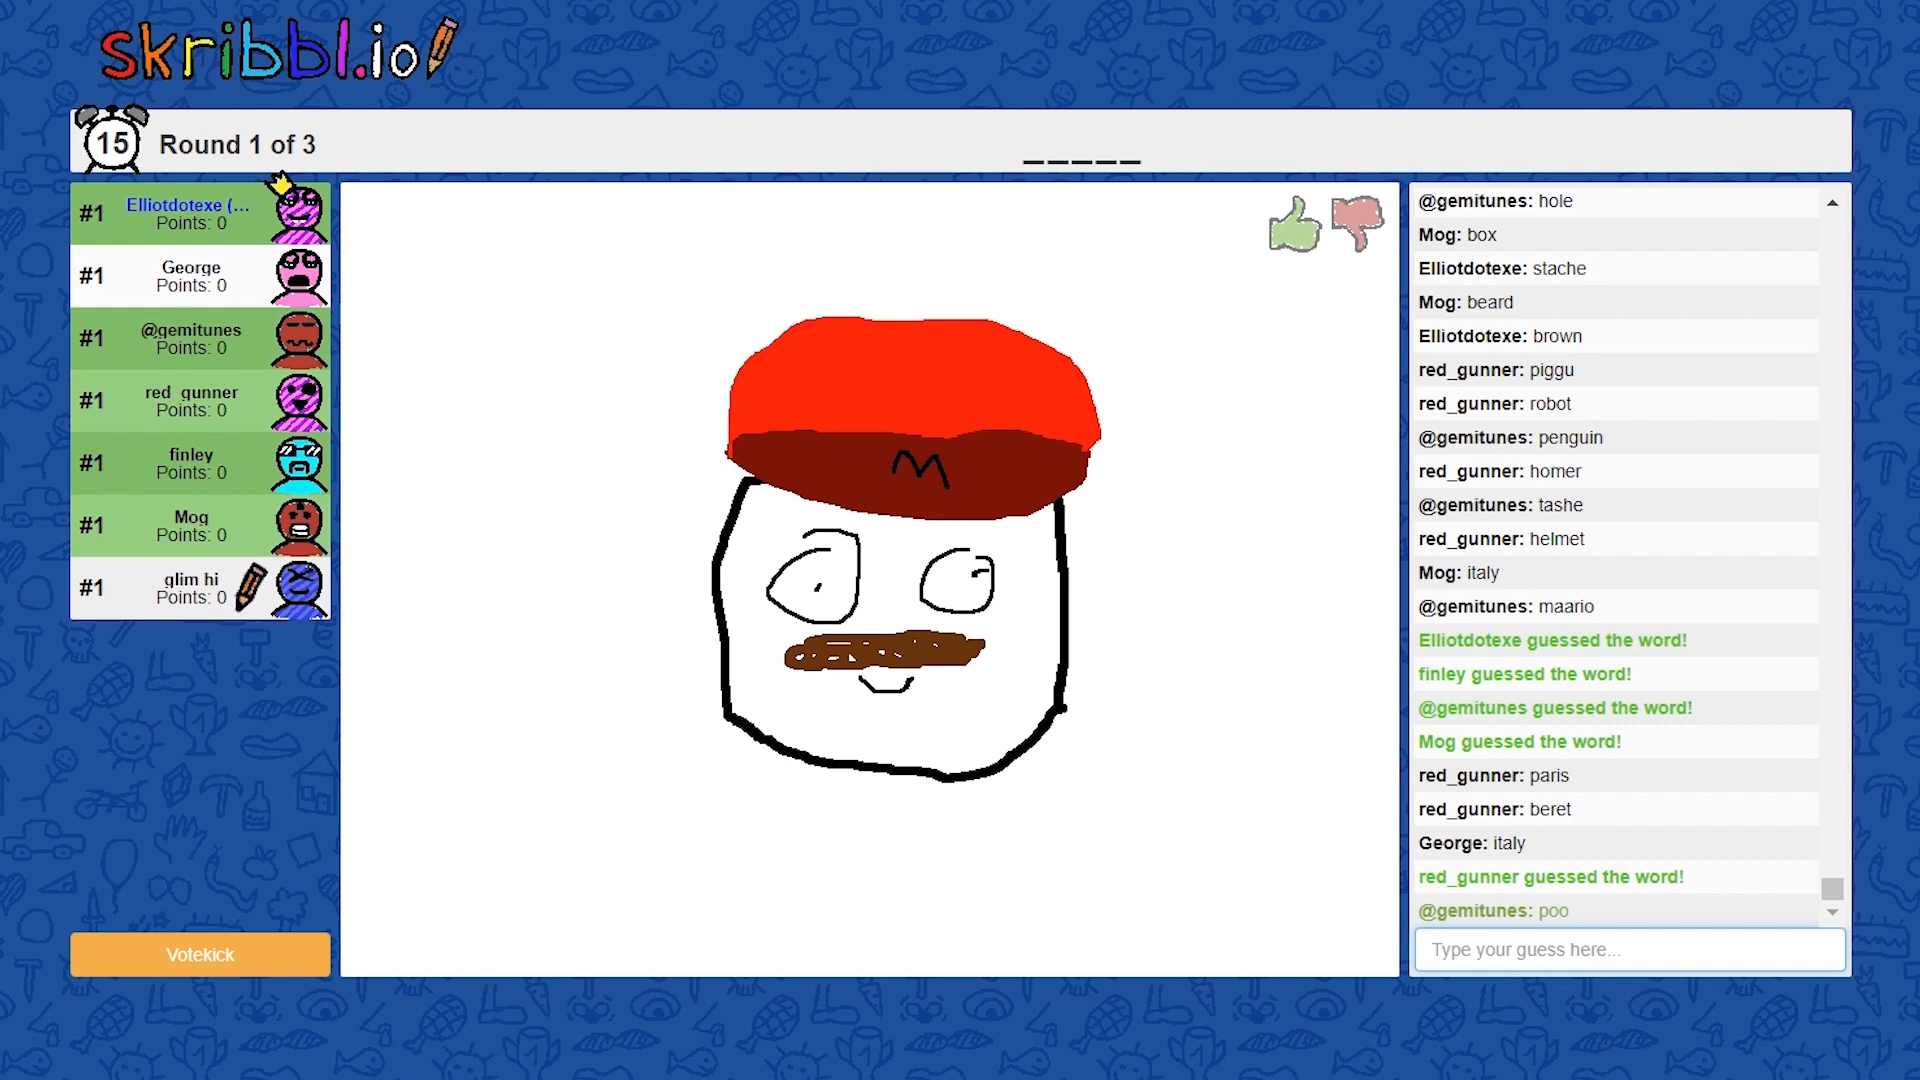 skribbl.io
15
Round 1 of 3
_____
#1
Elliotdotexe (...
Points: 0
#1
George
Points: 0
#1
@gemitunes
Points: 0
#1
red_gunner
Points: 0
#1
finley
Points: 0
#1
Mog
Points: 0
#1
glim hi
Points: 0
Votekick
M
@gemitunes: hole
Mog: box
Elliotdotexe: stache
Mog: beard
Elliotdotexe: brown
red_gunner: piggu
red_gunner: robot
@gemitunes: penguin
red_gunner: homer
@gemitunes: tashe
red_gunner: helmet
Mog: italy
@gemitunes: maario
Elliotdotexe guessed the word!
finley guessed the word!
@gemitunes guessed the word!
Mog guessed the word!
red_gunner: paris
red_gunner: beret
George: italy
red_gunner guessed the word!
@gemitunes: poo
Type your guess here...